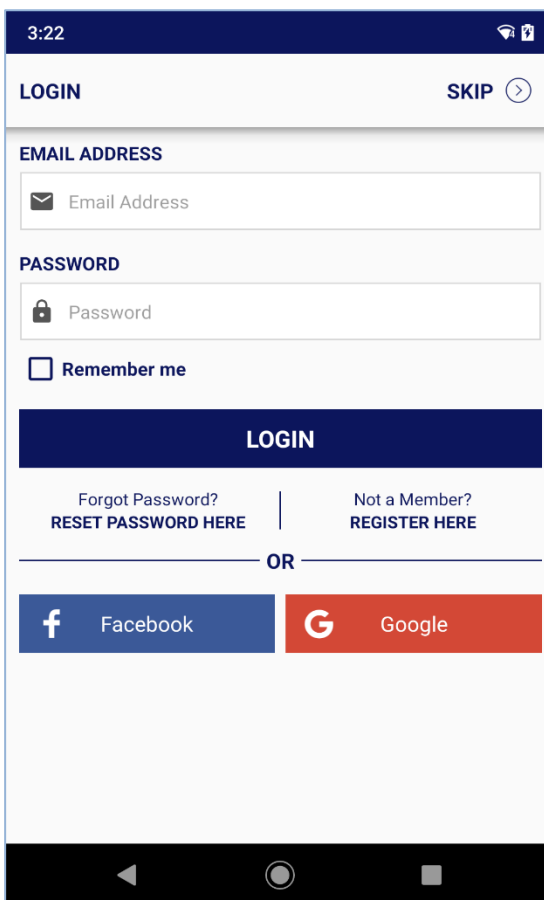 3:22
LOGIN
SKIP
EMAIL ADDRESS
Email Address
PASSWORD
Password
Remember me
LOGIN
Forgot Password?
RESET PASSWORD HERE
Not a Member?
REGISTER HERE
OR
f Facebook
G Google